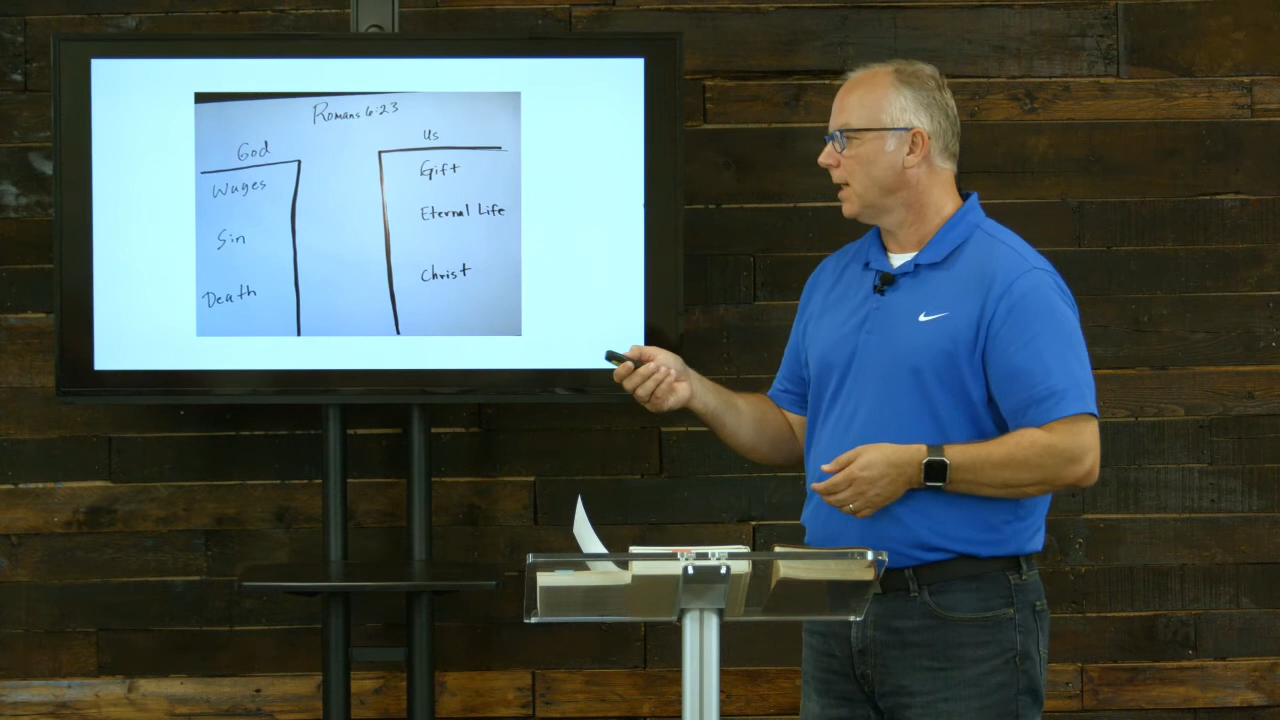 Romans 6:23
God
Wages
Sin
Death
Us
Gift
Eternal Life
Christ